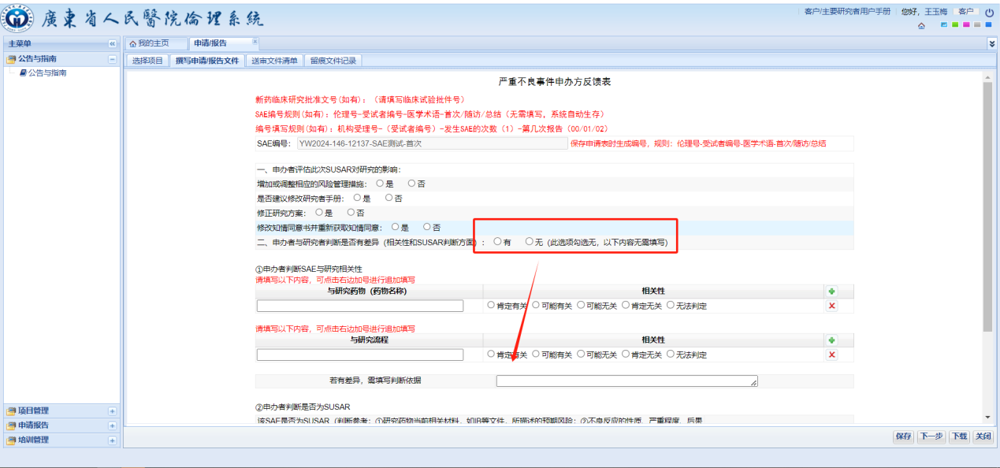 廣東省人民醫院倫理系統
客户/主要研究者用户手册 您好，王玉梅 客户
主菜单
我的主页 申请/报告
公告与指南
公告与指南
选择项目 撰写申请/报告文件 送审文件清单 留痕文件记录
严重不良事件申办方反馈表
新药临床研究批准文号(如有)：（请填写临床试验批件号）
SAE编号规则(如有)：伦理号-受试者编号-医学术语-首次/随访/总结（无需填写，系统自动生存）
编号填写规则(如有)：机构受理号-（受试者编号）-发生SAE的次数（1）-第几次报告（00/01/02）
SAE编号： YW2024-146-12137-SAE测试-首次 保存申请表时生成编号，规则：伦理号-受试者编号-医学术语-首次/随访/总结
一、申办者评估此次SUSAR对研究的影响：
增加或调整相应的风险管理措施： 是 否
是否建议修改研究者手册： 是 否
修正研究方案： 是 否
修改知情同意书并重新获取知情同意： 是 否
二、申办者与研究者判断是否有差异（相关性和SUSAR判断方面）： 有 无 (此选项勾选无，以下内容无需填写)
①申办者判断SAE与研究相关性
请填写以下内容，可点击右边加号进行追加填写
与研究药物（药物名称） 相关性
肯定有关 可能有关 可能无关 肯定无关 无法判定
请填写以下内容，可点击右边加号进行追加填写
与研究流程 相关性
肯定有关 可能有关 可能无关 肯定无关 无法判定
若有差异，需填写判断依据
②申办者判断是否为SUSAR
该SAE是否为SUSAR（判断参考：①研究药物当前相关材料，如IB等文件，所描述的预期风险；②不良反应的性质、严重程度、后果
项目管理
申请报告
培训管理
保存 下一步 下载 关闭